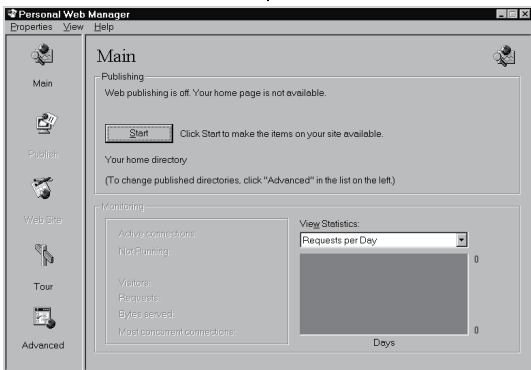 Personal Web Manager
Properties View Help
Main
Publish
Web Site
Tour
Advanced
Main
Publishing
Web publishing is off. Your home page is not available.
Start
Click Start to make the items on your site available.
Your home directory
(To change published directories, click "Advanced" in the list on the left.)
Monitoring
Active connections:
Not Running
Visitors:
Requests:
Bytes served:
Most concurrent connections:
View Statistics:
Requests per Day
0
0
Days